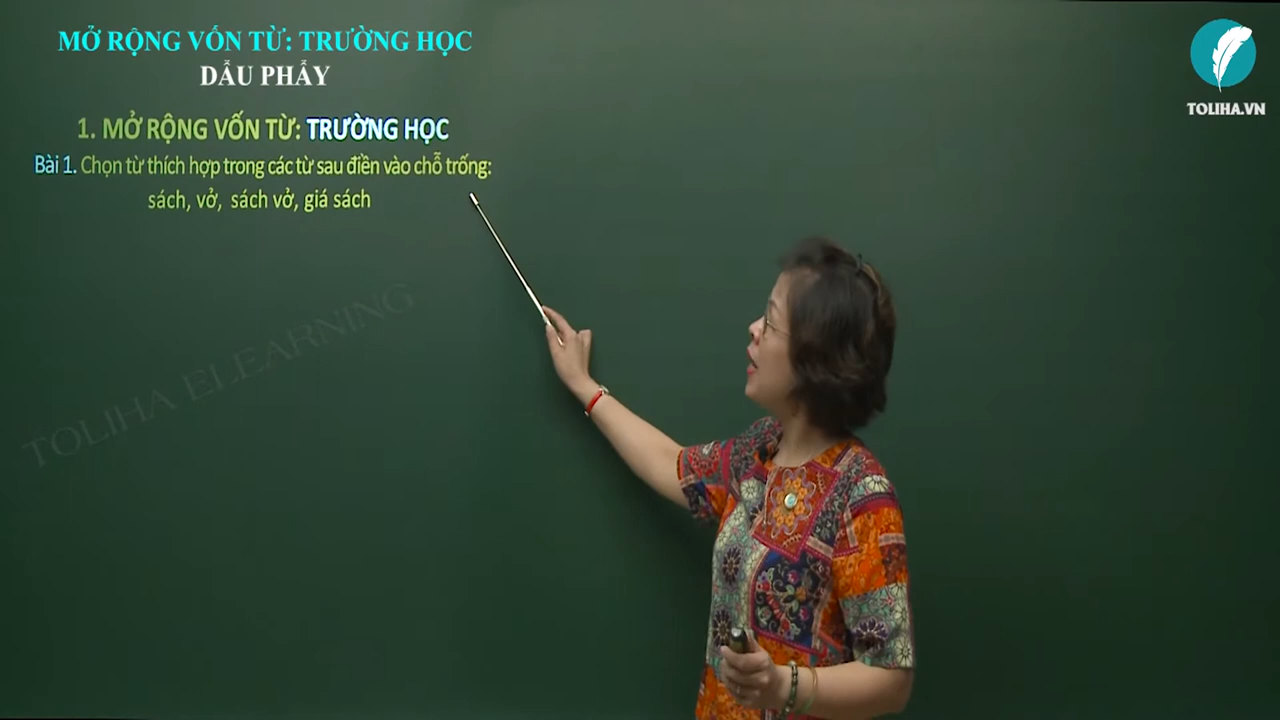 MỞ RỘNG VỐN TỪ: TRƯỜNG HỌC
DẤU PHẨY
1. MỞ RỘNG VỐN TỪ: TRƯỜNG HỌC
Bài 1. Chọn từ thích hợp trong các từ sau điền vào chỗ trống:
sách, vở, sách vở, giá sách
TOLIHA.VN
TOLIHA ELEARNING